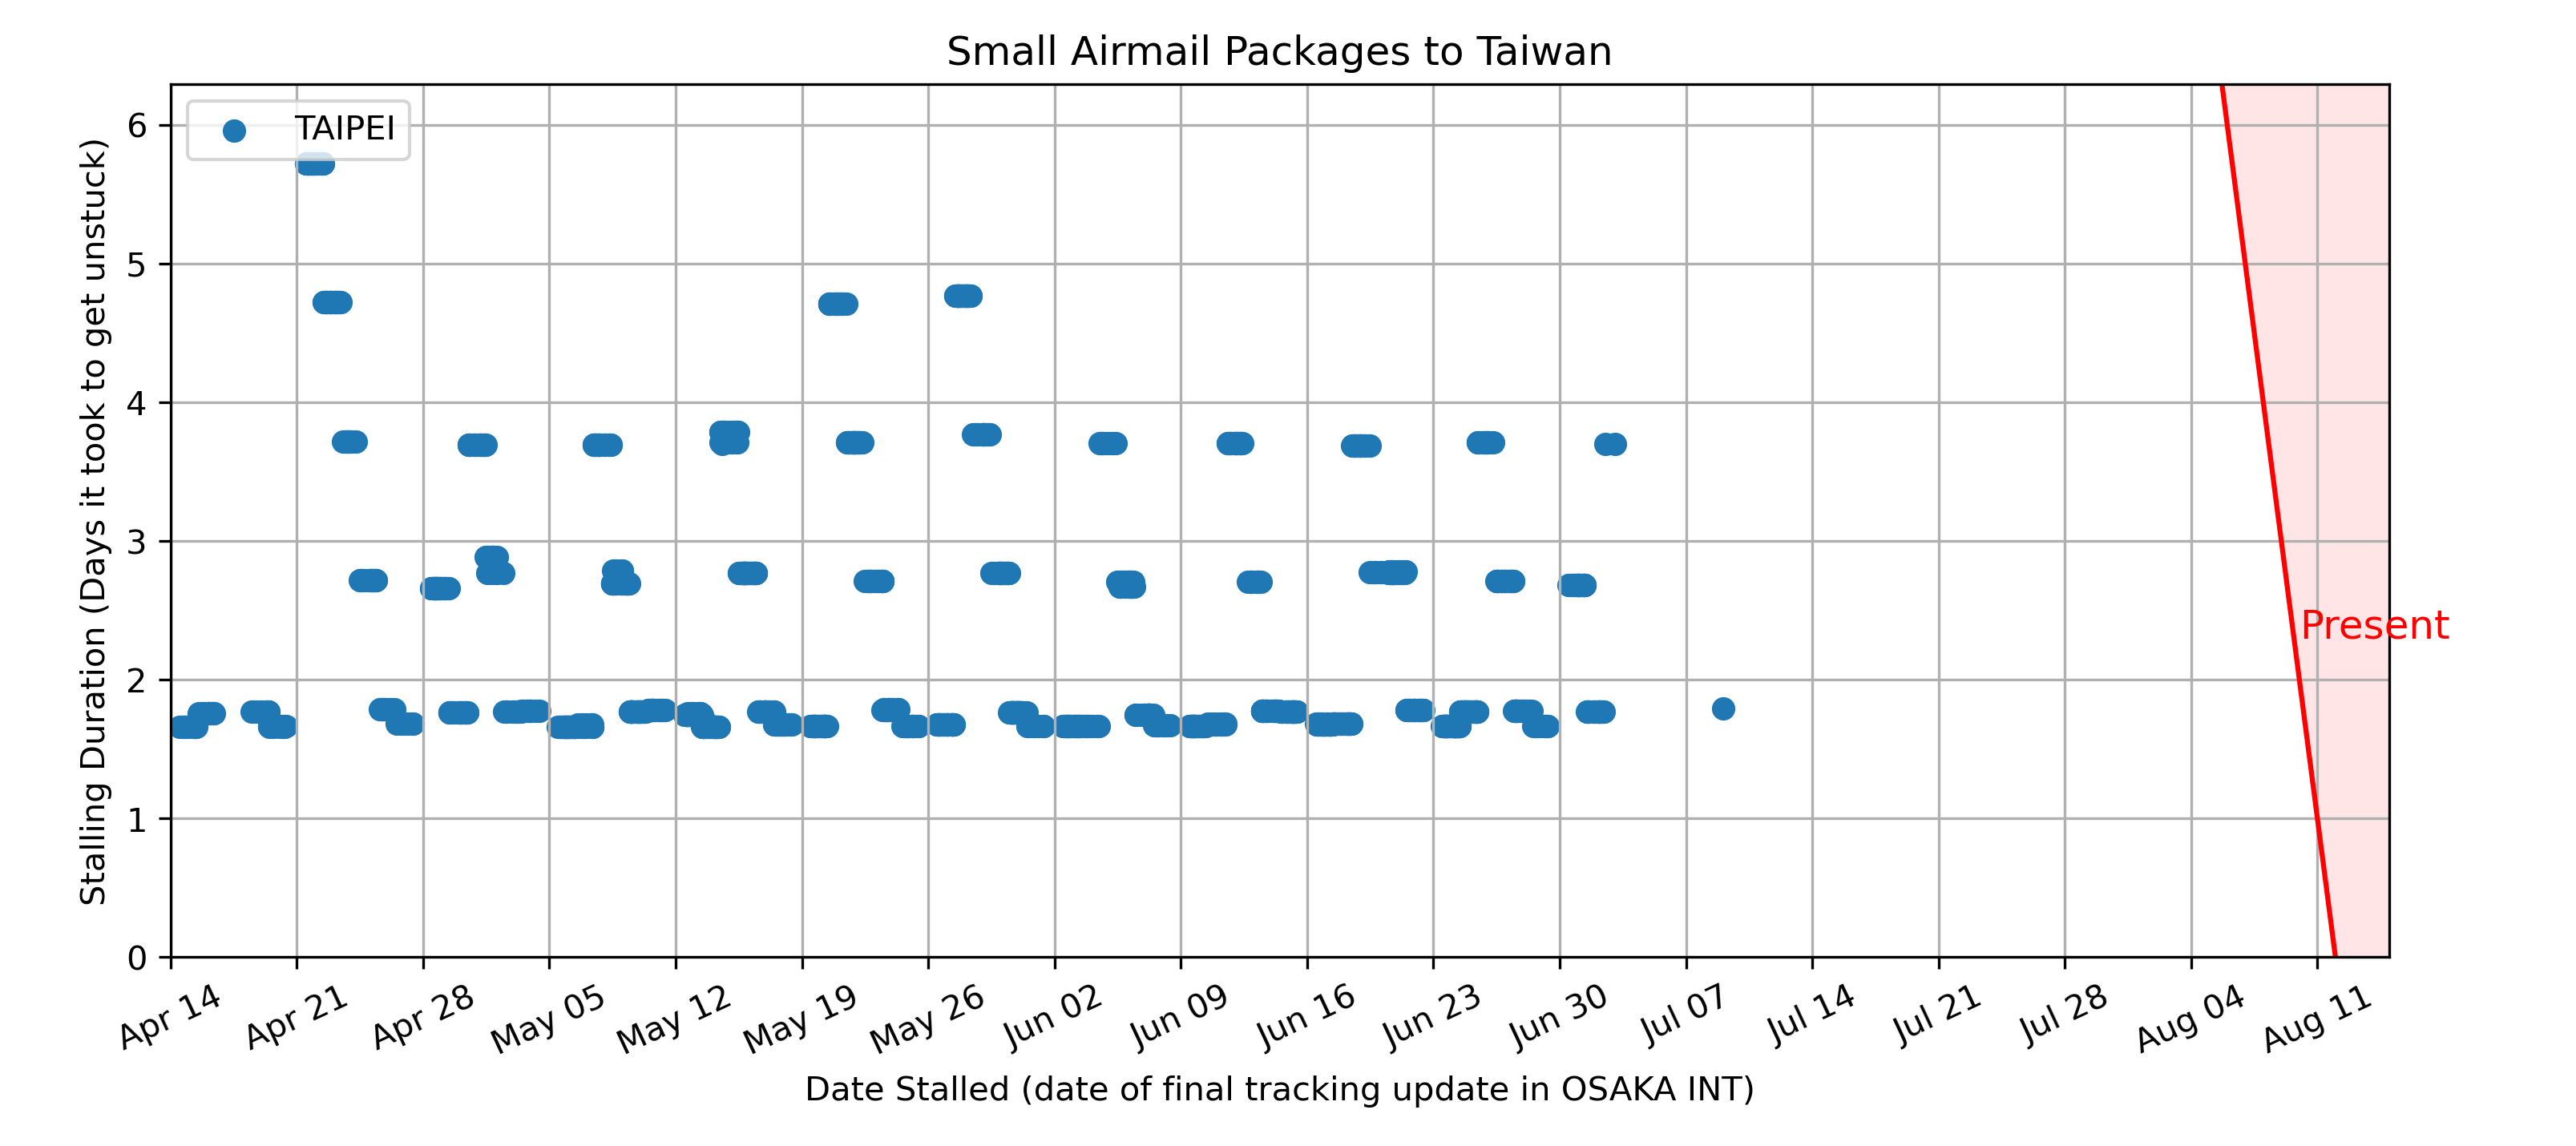 Small Airmail Packages to Taiwan
TAIPEI
Stalling Duration (Days it took to get unstuck)
6
5
4
3
2
1
0
Present
Apr 14
Apr 21
Apr 28
May 05
May 12
May 19
May 26
Jun 02
Jun 09
Jun 16
Jun 23
Jun 30
Jul 07
Jul 14
Jul 21
Jul 28
Aug 04
Aug 11
Date Stalled (date of final tracking update in OSAKA INT)